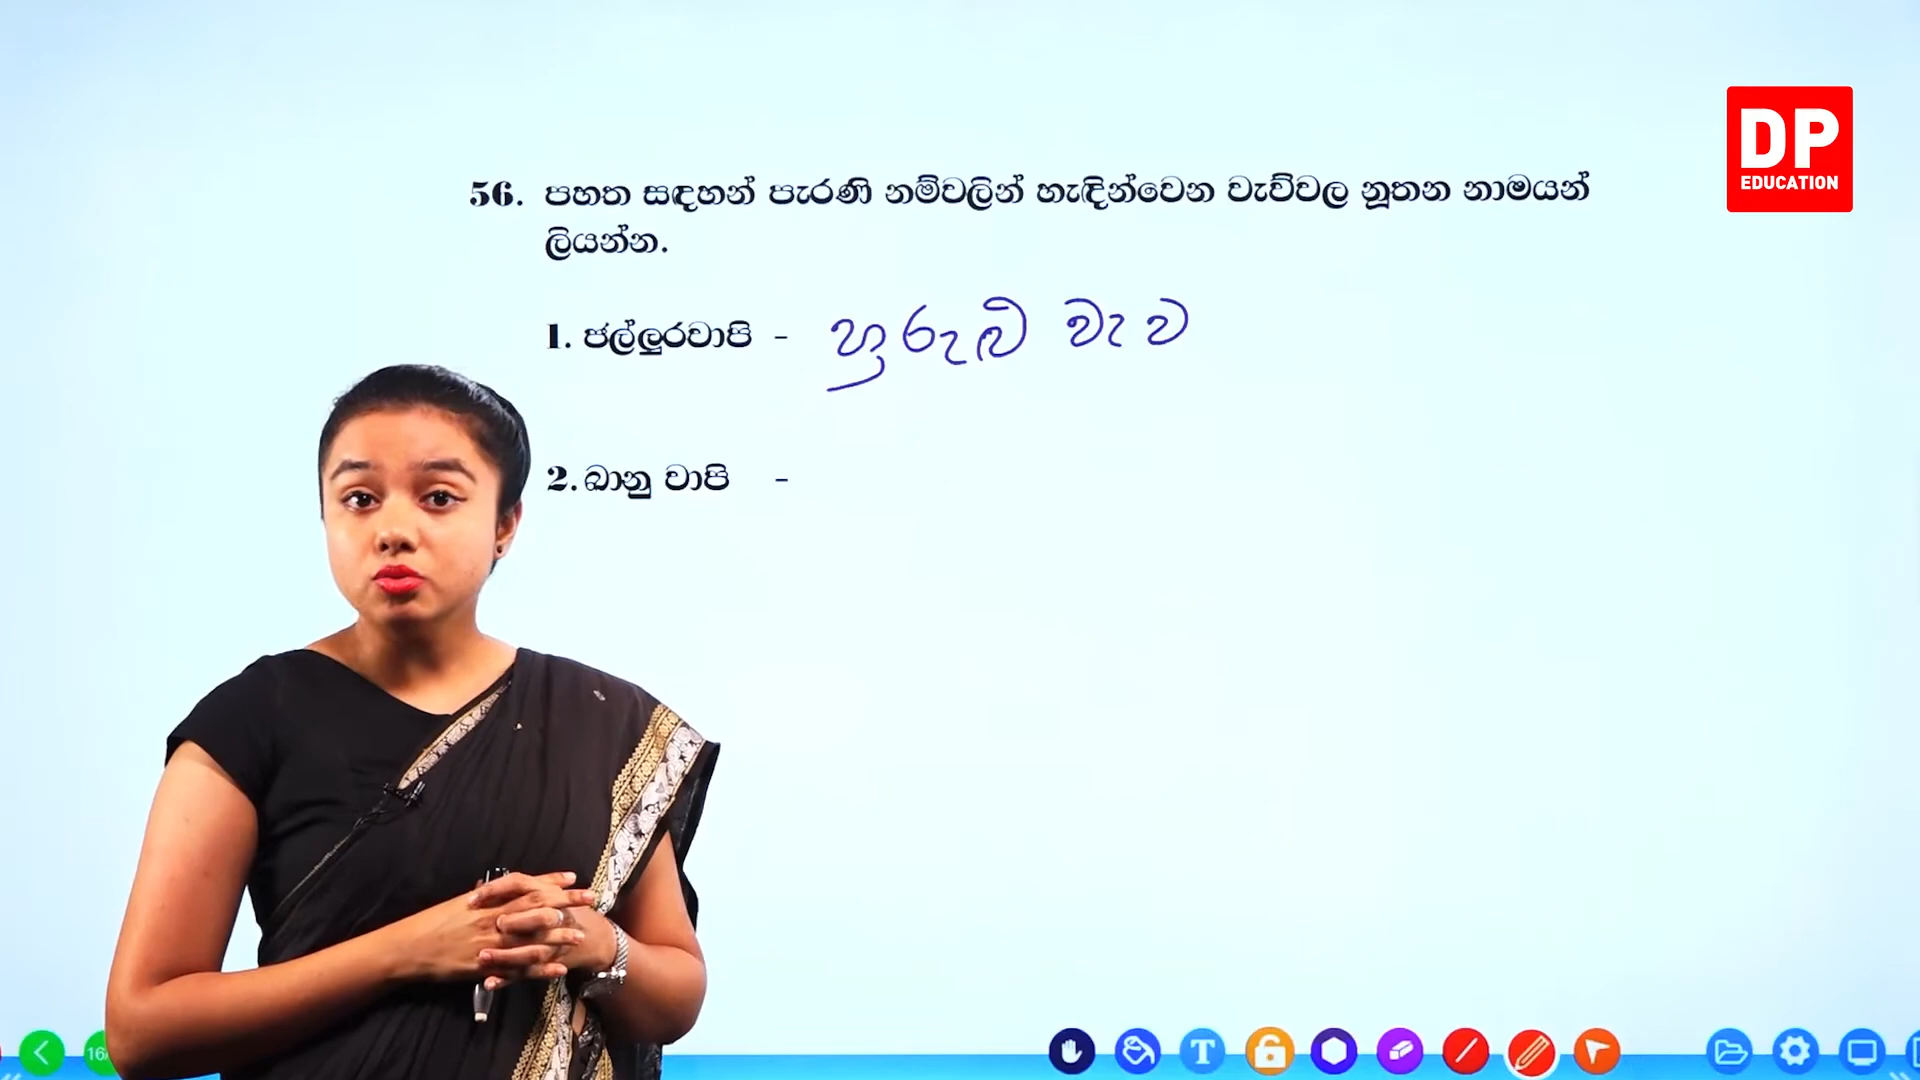 DP
EDUCATION
56. පහත සඳහන් පැරණි නම්වලින් හැඳින්වෙන වැව්වල නූතන නාමයන්
ලියන්න.
1. ජල්ලුරවාපි - හුරුළු වැව
2. ඛානු වාපි -
T